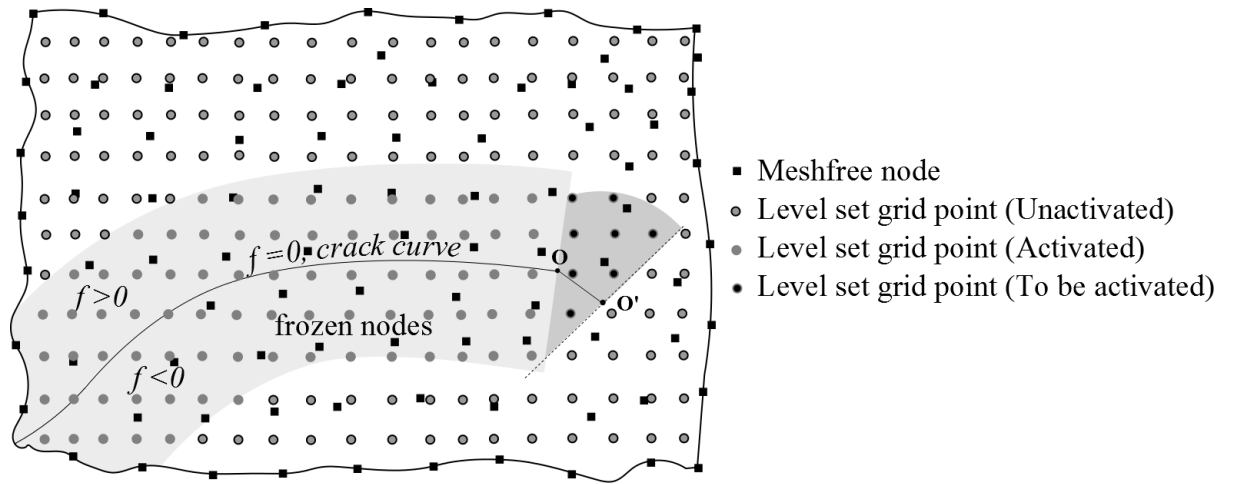 f=0, crack curve
O
f>0
O'
frozen nodes
f<0
Meshfree node
Level set grid point (Unactivated)
Level set grid point (Activated)
Level set grid point (To be activated)